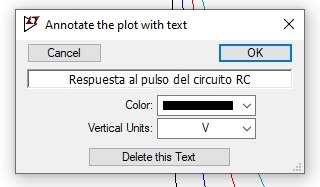 Annotate the plot with text
Cancel
OK
Respuesta al pulso del circuito RC
Color:
Vertical Units:
V
Delete this Text